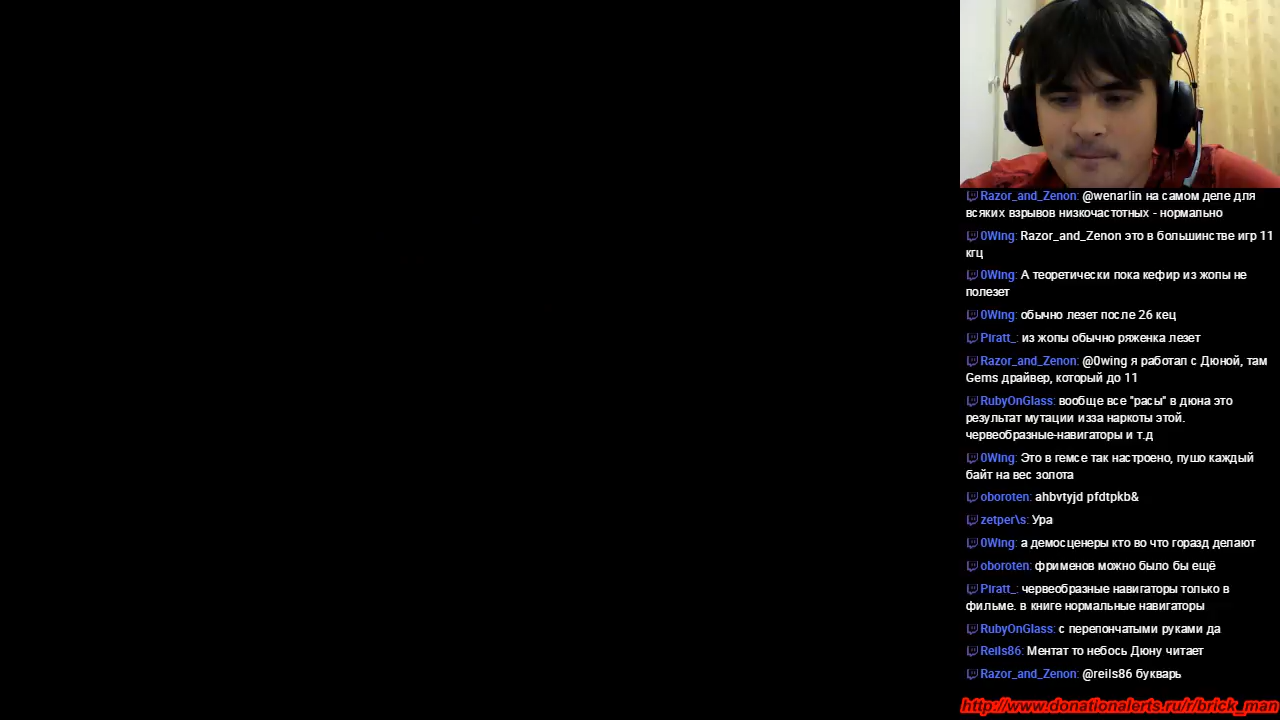 Razor_and_Zenon: @wenarlin на самом деле для
всяких взрывов низкочастотных - нормально
0Wing: Razor_and_Zenon это в большинстве игр 11
кгц
0Wing: А теоретически пока кефир из жопы не
полезет
0Wing: обычно лезет после 26 кец
Piratt_: из жопы обычно ряженка лезет
Razor_and_Zenon: @0wing я работал с Дюной, там
Gems драйвер, который до 11
RubyOnGlass: вообще все "расы" в дюна это
результат мутации изза наркоты этой.
червеобразные-навигаторы и т.д
0Wing: Это в гемсе так настроено, пушо каждый
байт на вес золота
oboroten: ahbvtyjd pfdtpkb&
zetper\s: Ура
0Wing: а демосценеры кто во что горазд делают
oboroten: фрименов можно было бы ещё
Piratt_: червеобразные навигаторы только в
фильме. в книге нормальные навигаторы
RubyOnGlass: с перепончатыми руками да
Reils86: Ментат то небось Дюну читает
Razor_and_Zenon: @reils86 букварь
http://www.donationalerts.ru/r/brick_man